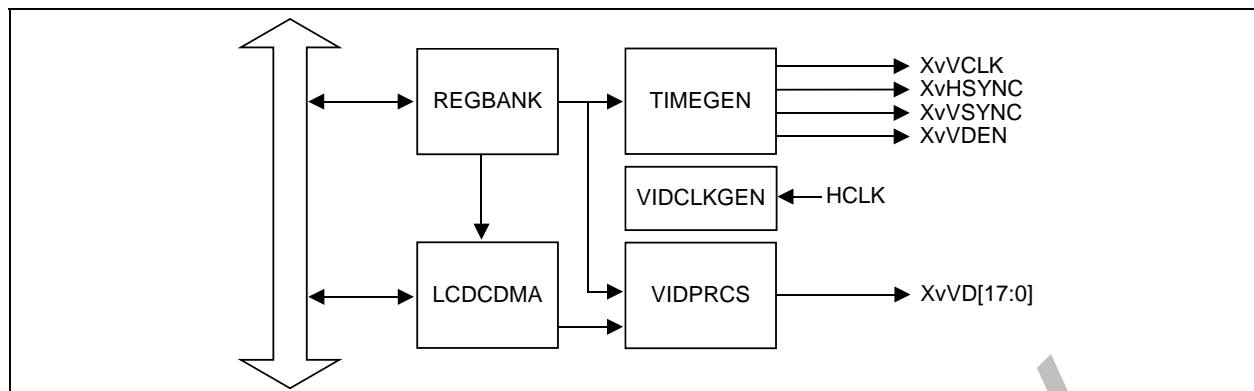 REGBANK
TIMEGEN
XvVCLK
XvHSYNC
XvVSYNC
XvVDEN
VIDCLKGEN
HCLK
LCDCDMA
VIDPRCS
XvVD[17:0]